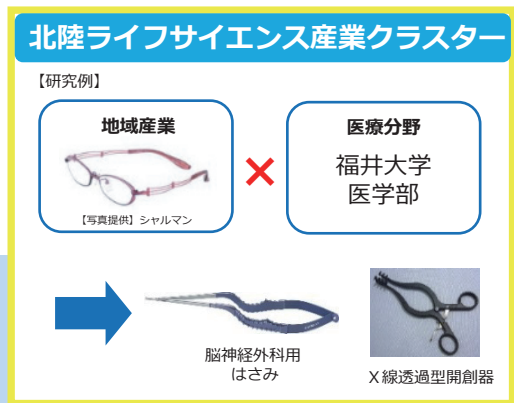 北陸ライフサイエンス産業クラスター
【研究例】
地域産業
【写真提供】シャルマン
×
医療分野
福井大学
医学部
脳神経外科用
はさみ
X線透過型開創器